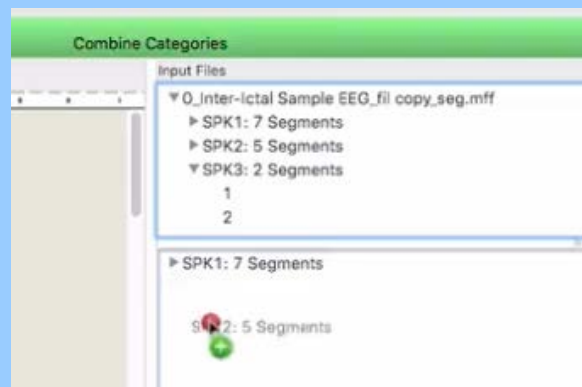 Combine Categories
Input Files
0_Inter-Ictal Sample EEG_fil copy_seg.mff
SPK1: 7 Segments
SPK2: 5 Segments
SPK3: 2 Segments
1
2
SPK1: 7 Segments
5 Segments